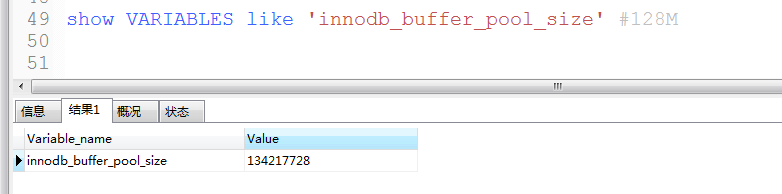 49 show VARIABLES like 'innodb_buffer_pool_size' #128M
50
51
信息 结果1 概况 状态
Variable_name Value
innodb_buffer_pool_size 134217728